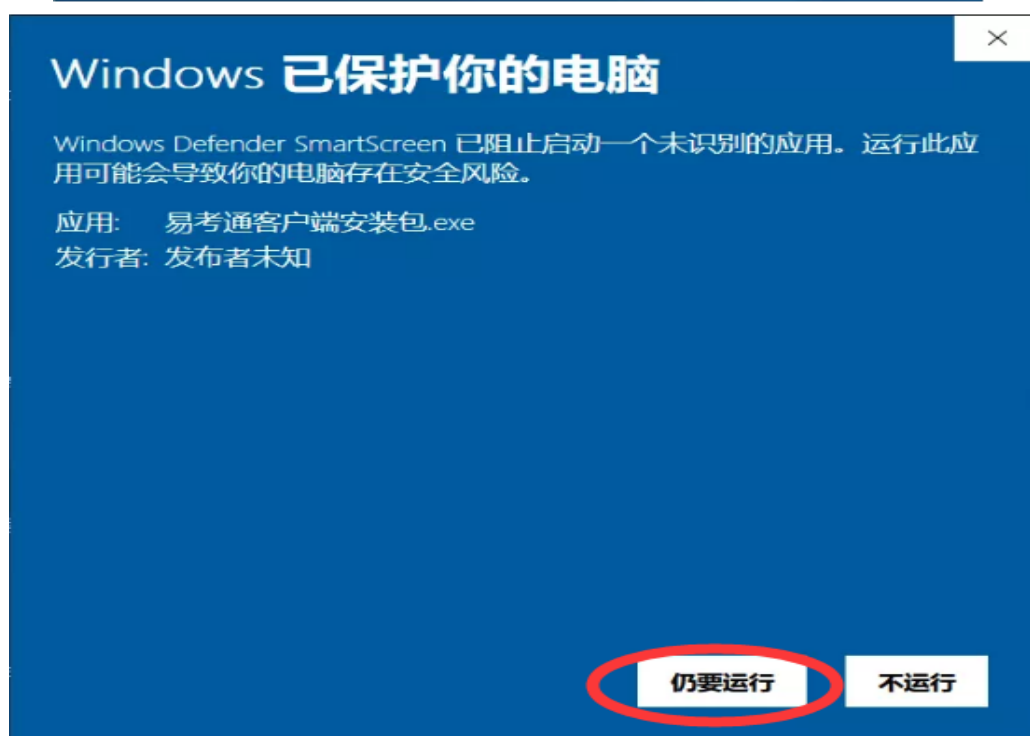 Windows 已保护你的电脑
Windows Defender SmartScreen 已阻止启动一个未识别的应用。运行此应
用可能会导致你的电脑存在安全风险。
应用: 易考通客户端安装包.exe
发行者: 发布者未知
仍要运行 不运行